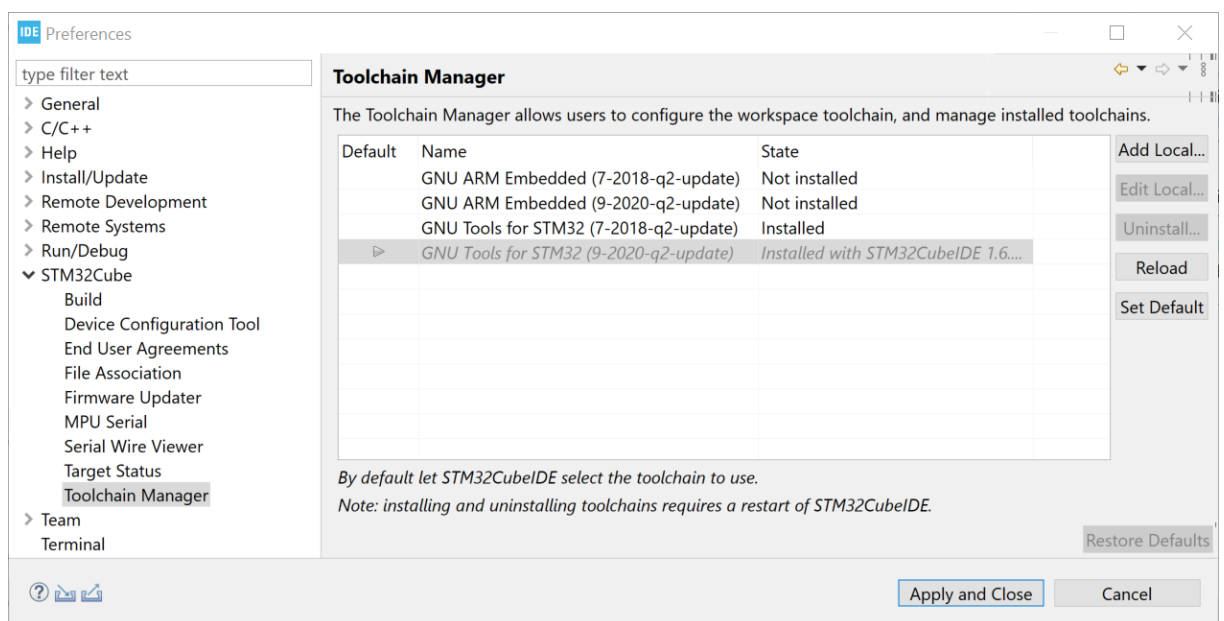 IDE Preferences
type filter text
General
C/C++
Help
Install/Update
Remote Development
Remote Systems
Run/Debug
STM32Cube
Build
Device Configuration Tool
End User Agreements
File Association
Firmware Updater
MPU Serial
Serial Wire Viewer
Target Status
Toolchain Manager
Team
Terminal
Toolchain Manager
The Toolchain Manager allows users to configure the workspace toolchain, and manage installed toolchains.
Default Name State
GNU ARM Embedded (7-2018-q2-update) Not installed
GNU ARM Embedded (9-2020-q2-update) Not installed
GNU Tools for STM32 (7-2018-q2-update) Installed
GNU Tools for STM32 (9-2020-q2-update) Installed with STM32CubeIDE 1.6....
Add Local...
Edit Local...
Uninstall...
Reload
Set Default
By default let STM32CubeIDE select the toolchain to use.
Note: installing and uninstalling toolchains requires a restart of STM32CubeIDE.
Restore Defaults
? Apply and Close Cancel